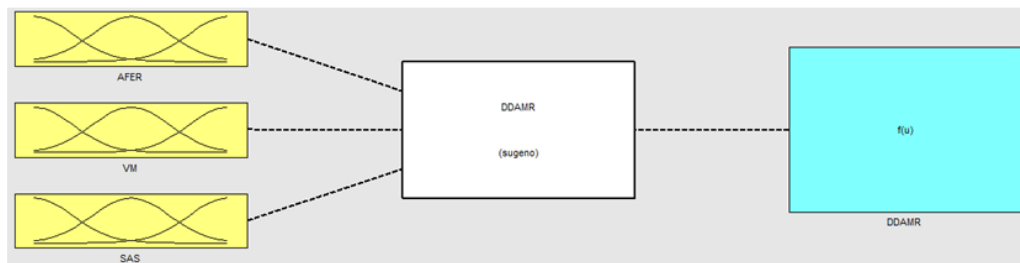 AFER
VM
SAS
DDAMR
(sugeno)
f(u)
DDAMR